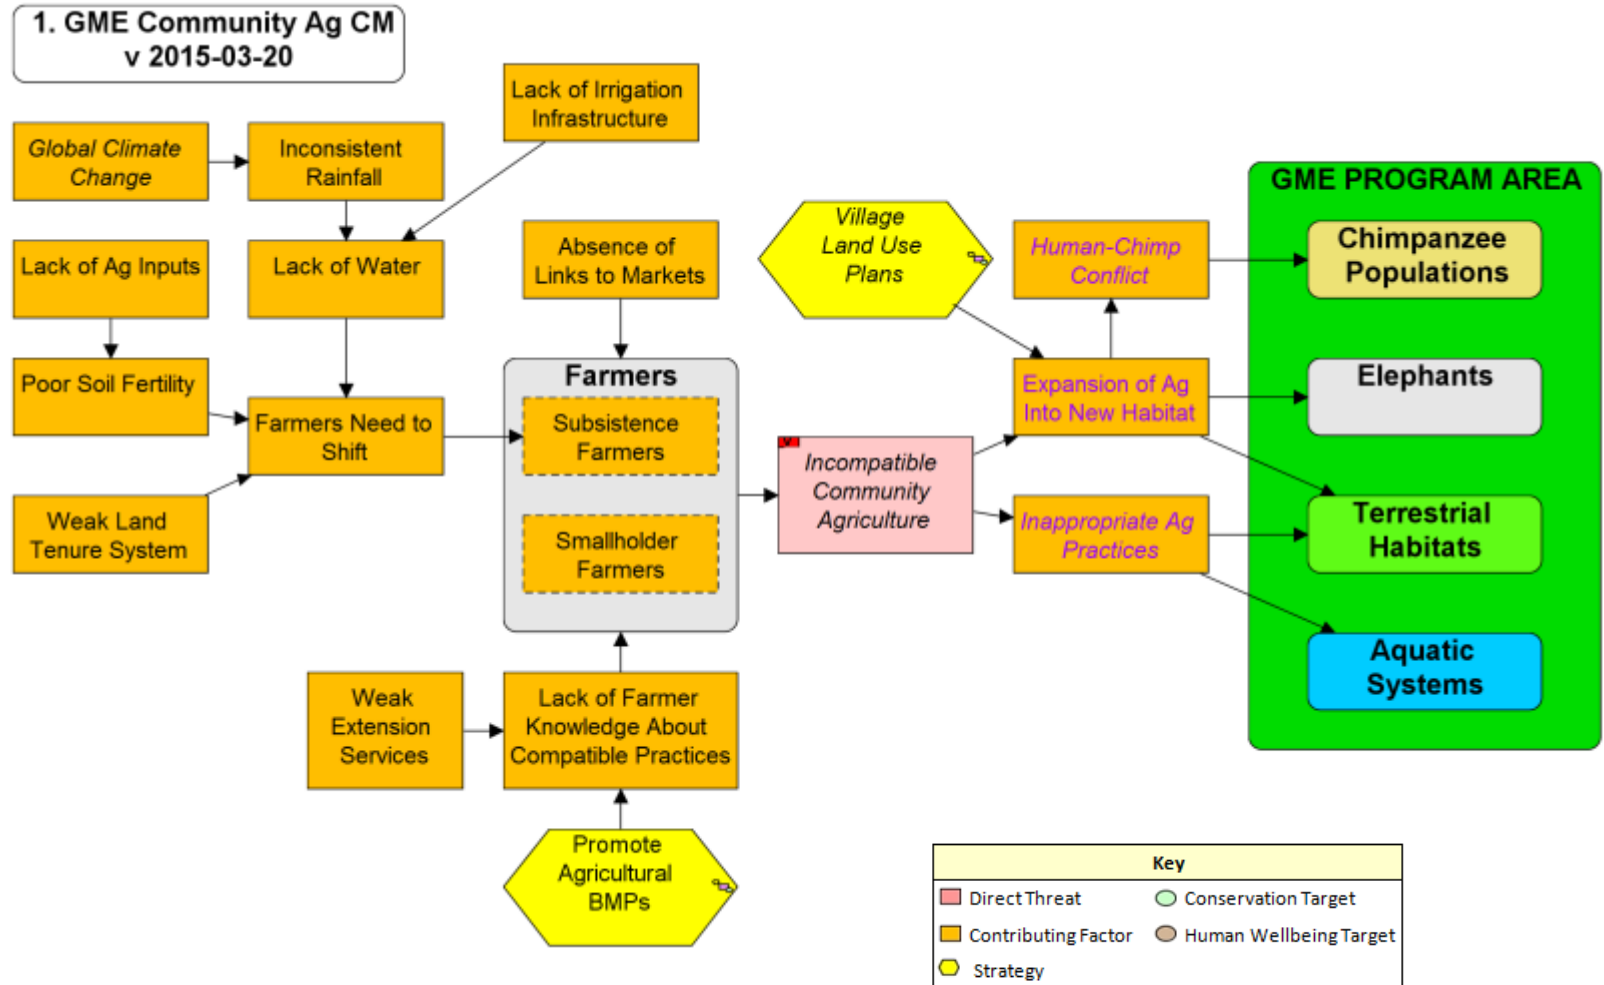 1. GME Community Ag CM
v 2015-03-20
Lack of Irrigation
Infrastructure
Global Climate
Change
Inconsistent
Rainfall
Lack of Ag Inputs
Lack of Water
Absence of
Links to Markets
Village
Land Use
Plans
Human-Chimp
Conflict
GME PROGRAM AREA
Chimpanzee
Populations
Poor Soil Fertility
Farmers Need to
Shift
Weak Land
Tenure System
Farmers
Subsistence
Farmers
Smallholder
Farmers
V
Incompatible
Community
Agriculture
Expansion of Ag
Into New Habitat
Inappropriate Ag
Practices
Elephants
Terrestrial
Habitats
Aquatic
Systems
Weak
Extension
Services
Lack of Farmer
Knowledge About
Compatible Practices
Promote
Agricultural
BMPs
Key
Direct Threat
Conservation Target
Contributing Factor
Human Wellbeing Target
Strategy